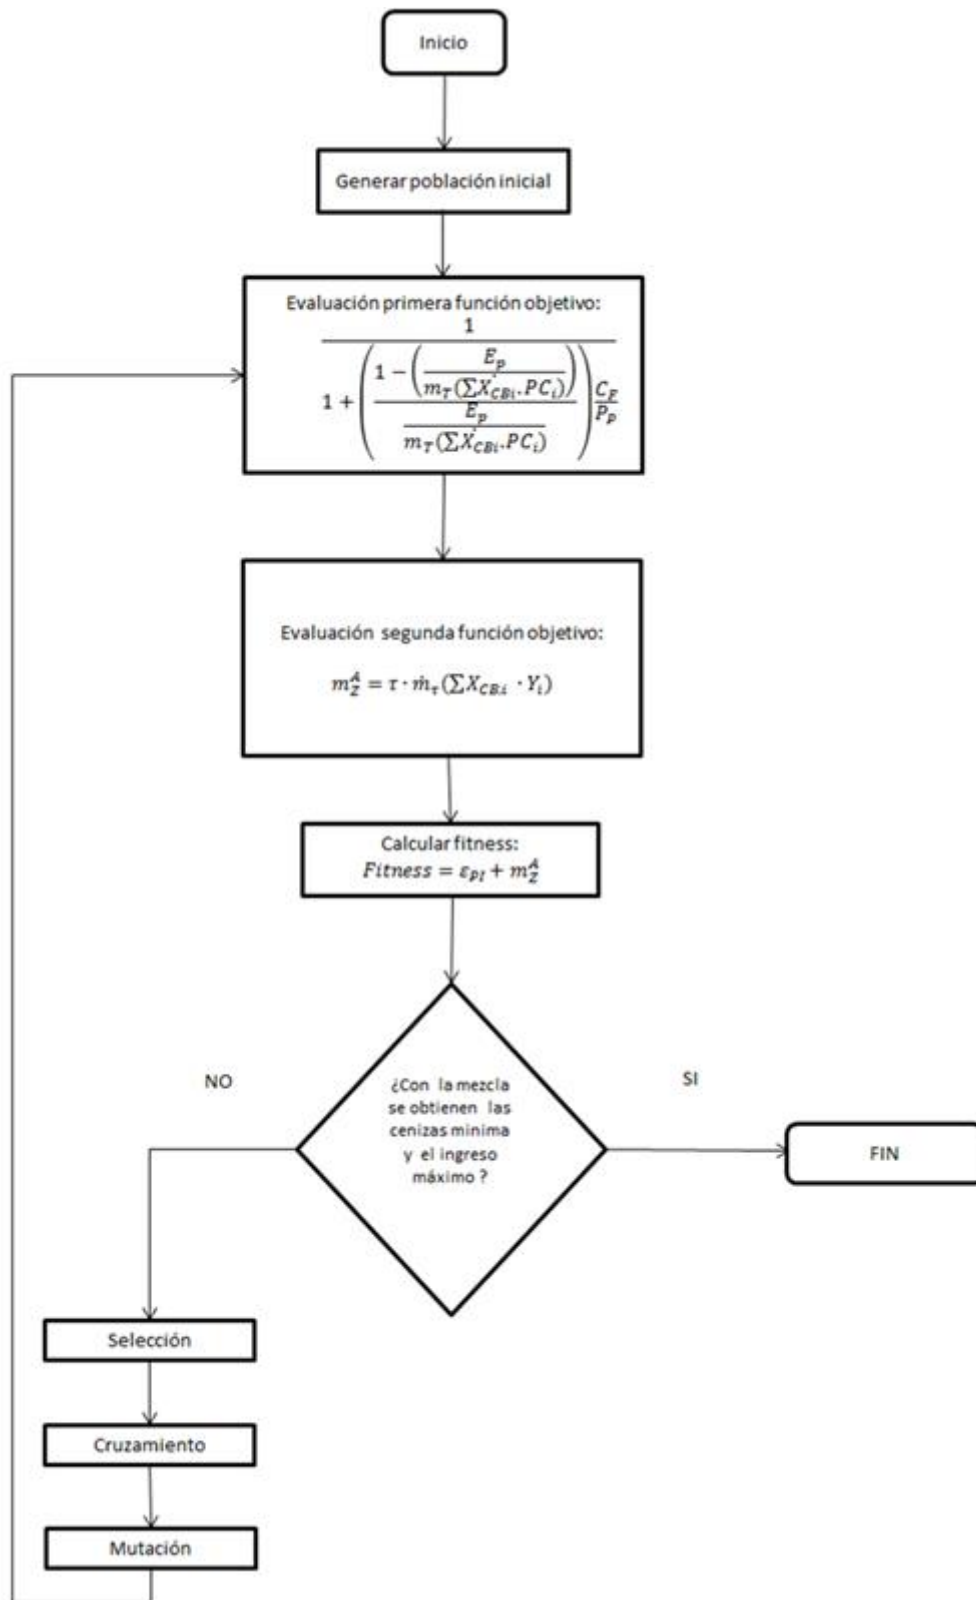 Inicio
Generar población inicial
Evaluación primera función objetivo:
1
1 + ( (1 − (E_p / m_T(∑X_CBi.PC_i))) / (E_p / m_T(∑X_CBi.PC_i)) ) C_F / P_P
Evaluación segunda función objetivo:
m_Z^A = τ · ṁ_τ(∑X_CB.i · Y_i)
Calcular fitness:
Fitness = ε_PI + m_Z^A
NO
¿Con la mezcla
se obtienen las
cenizas minima
y el ingreso
máximo ?
SI
FIN
Selección
Cruzamiento
Mutación